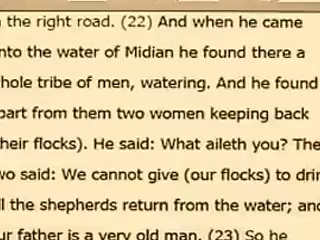 the right road. (22) And when he came
nto the water of Midian he found there a
hole tribe of men, watering. And he found
part from them two women keeping back
heir flocks). He said: What aileth you? The
wo said: We cannot give (our flocks) to drin
ll the shepherds return from the water; and
ur father is a very old man. (23) So he